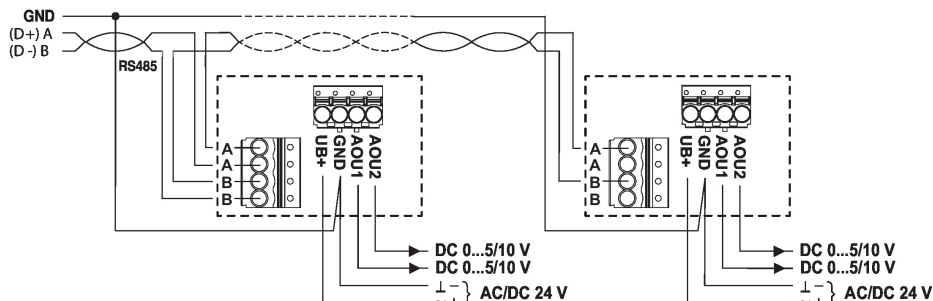 GND
(D+) A
(D -) B
RS485
UB+ GND AOU1 AOU2
A
A
B
B
DC 0...5/10 V
DC 0...5/10 V
AC/DC 24 V
UB+ GND AOU1 AOU2
A
A
B
B
DC 0...5/10 V
DC 0...5/10 V
AC/DC 24 V